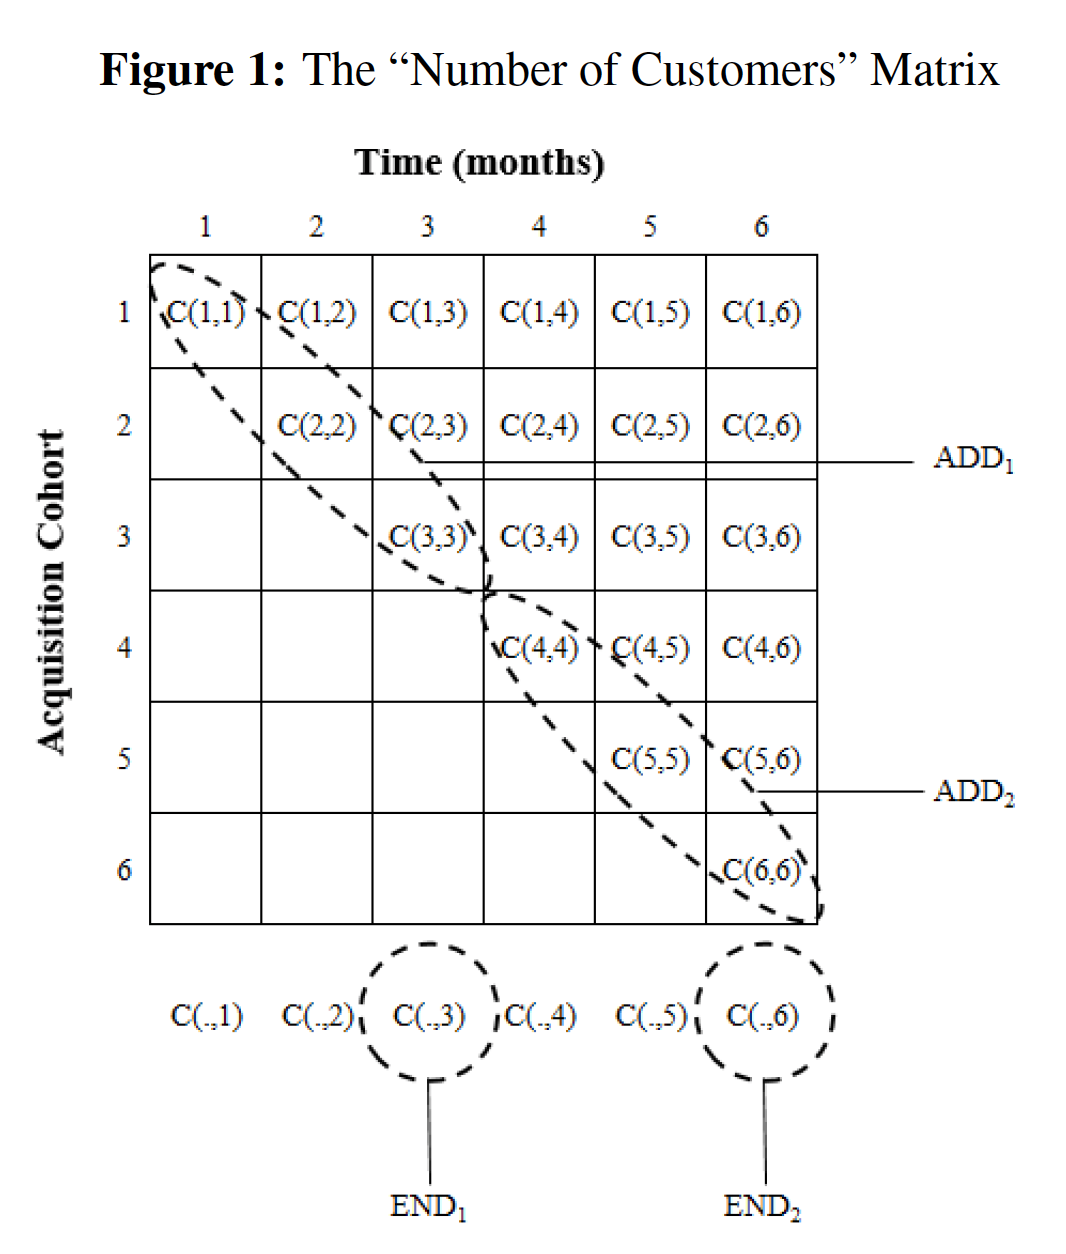 Figure 1: The “Number of Customers” Matrix
Time (months)
1 2 3 4 5 6
Acquisition Cohort
1 C(1,1) C(1,2) C(1,3) C(1,4) C(1,5) C(1,6)
2 C(2,2) C(2,3) C(2,4) C(2,5) C(2,6)
ADD₁
3 C(3,3) C(3,4) C(3,5) C(3,6)
4 C(4,4) C(4,5) C(4,6)
5 C(5,5) C(5,6)
ADD₂
6 C(6,6)
C(.,1) C(.,2) C(.,3) C(.,4) C(.,5) C(.,6)
END₁ END₂